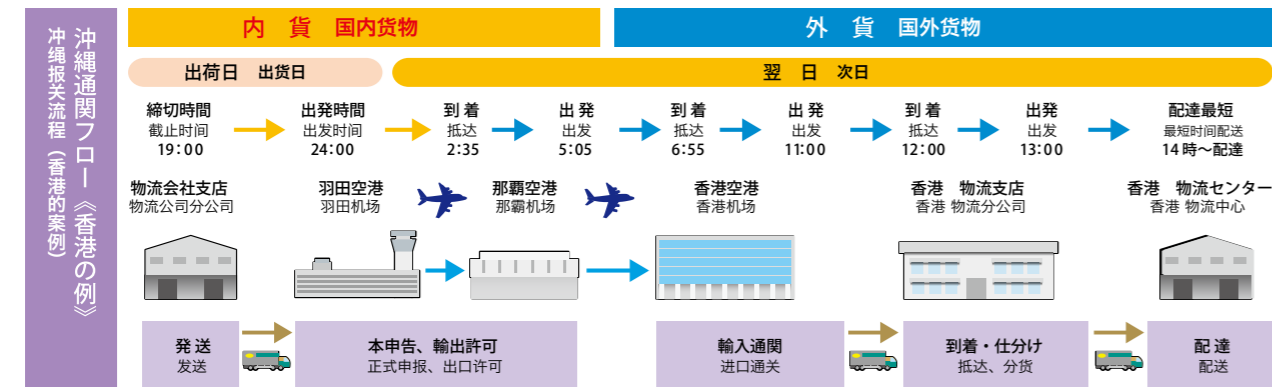 沖縄通関フロー《香港の例》
冲绳报关流程（香港的案例）
内 貨 国内货物
外 貨 国外货物
出荷日 出货日
翌 日 次日
締切時間
截止时间
19：00
出発時間
出发时间
24：00
到 着
抵达
2：35
出 発
出发
5：05
到 着
抵达
6：55
出 発
出发
11：00
到 着
抵达
12：00
出発
出发
13：00
配達最短
最短时间配送
14 時～配達
物流会社支店
物流公司分公司
羽田空港
羽田机场
那覇空港
那霸机场
香港空港
香港机场
香港　物流支店
香港 物流分公司
香港　物流センター
香港 物流中心
発 送
发送
本申告、輸出許可
正式申报、出口许可
輸入通関
进口通关
到着・仕分け
抵达、分货
配 達
配送